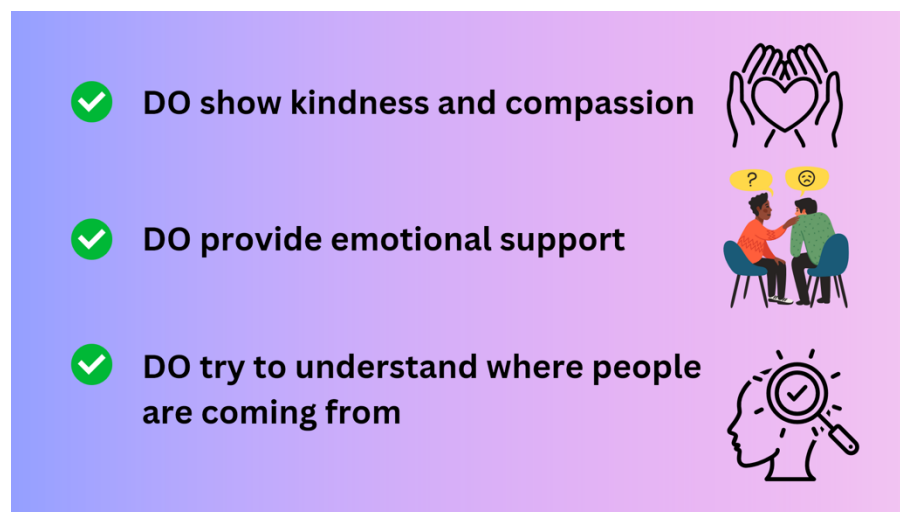 DO show kindness and compassion
?
DO provide emotional support
DO try to understand where people
are coming from